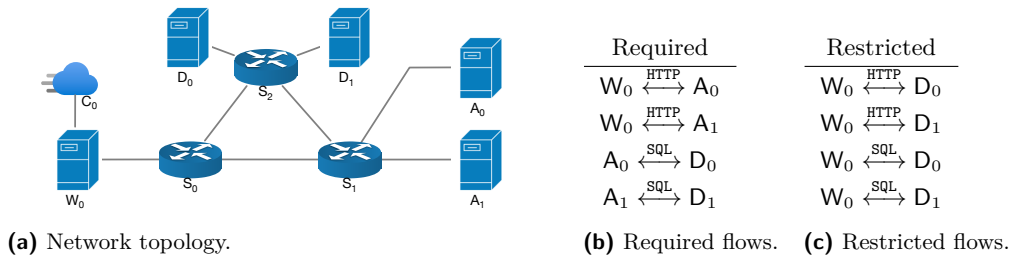 D0
D1
S2
C0
A0
W0
S0
S1
A1
(a) Network topology.
Required
W0 ⟷HTTP A0
W0 ⟷HTTP A1
A0 ⟷SQL D0
A1 ⟷SQL D1
(b) Required flows.
Restricted
W0 ⟷HTTP D0
W0 ⟷HTTP D1
W0 ⟷SQL D0
W0 ⟷SQL D1
(c) Restricted flows.